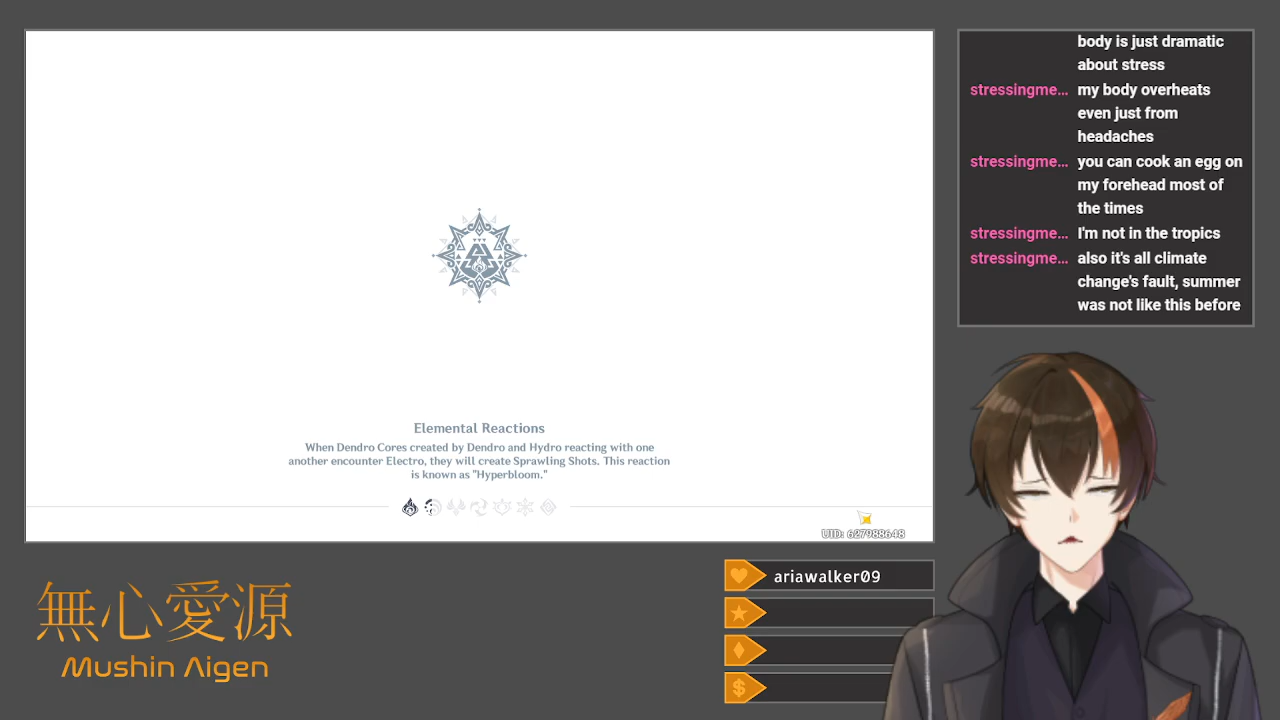 body is just dramatic
about stress
stressingme... my body overheats
even just from
headaches
stressingme... you can cook an egg on
my forehead most of
the times
stressingme... I'm not in the tropics
stressingme... also it's all climate
change's fault, summer
was not like this before
Elemental Reactions
When Dendro Cores created by Dendro and Hydro reacting with one
another encounter Electro, they will create Sprawling Shots. This reaction
is known as "Hyperbloom."
UID: 627988648
無心愛源
Mushin Aigen
ariawalker09